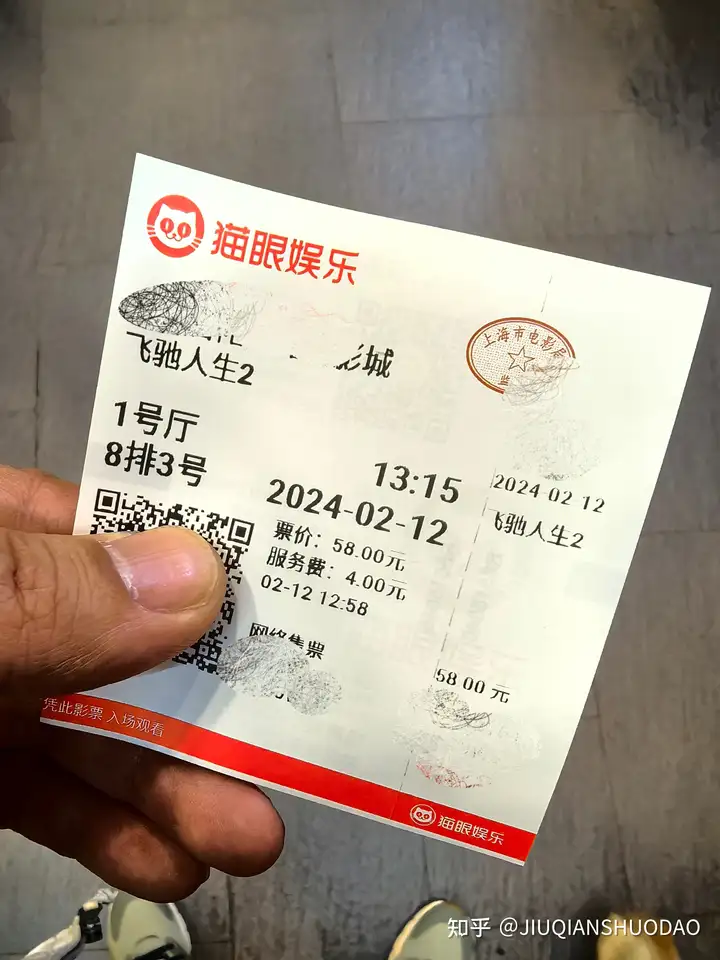 猫眼娱乐
影城
飞驰人生2
1号厅
8排3号
13:15
2024-02-12
票价: 58.00元
服务费: 4.00元
02-12 12:58
网络售票
凭此影票 入场观看
上海市电影局
监
2024-02-12
飞驰人生2
58.00 元
猫眼娱乐
知乎 @JIUQIANSHUODAO